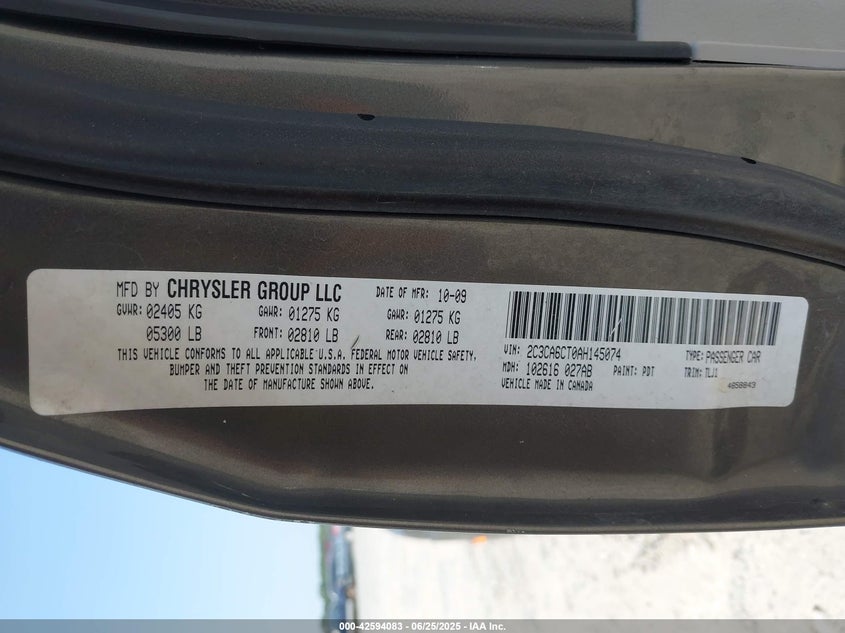 MFD BY CHRYSLER GROUP LLC DATE OF MFR: 10-09
GVWR: 02405 KG GAWR: 01275 KG GAWR: 01275 KG
05300 LB FRONT: 02810 LB REAR: 02810 LB
THIS VEHICLE CONFORMS TO ALL APPLICABLE U.S.A. FEDERAL MOTOR VEHICLE SAFETY,
BUMPER AND THEFT PREVENTION STANDARDS IN EFFECT ON
THE DATE OF MANUFACTURE SHOWN ABOVE.
VIN: 2C3CA6CT0AH145074 TYPE: PASSENGER CAR
MDH: 102616 027AB PAINT: PDT TRIM: TLJ1
VEHICLE MADE IN CANADA 4658843
000-42594083 - 06/25/2025 - IAA Inc.